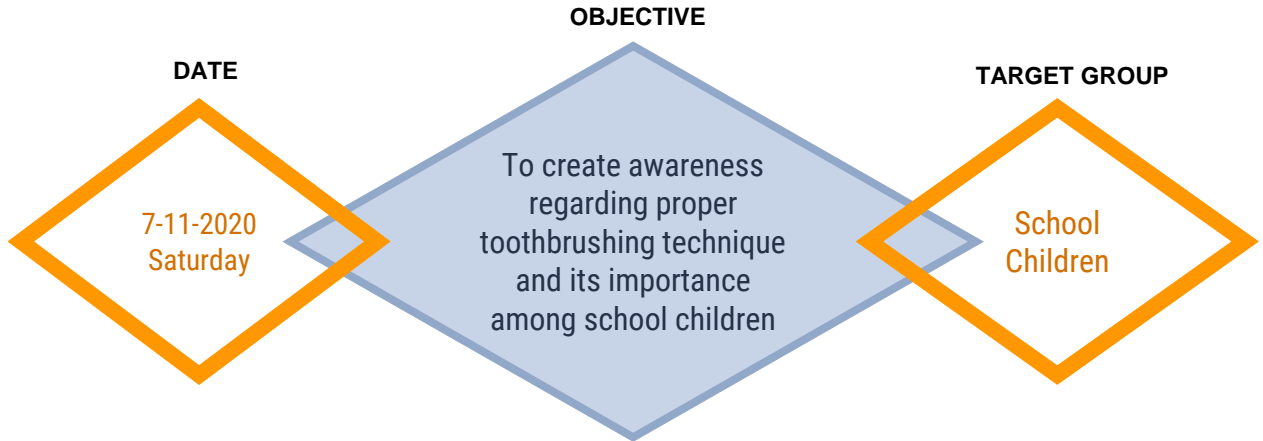 OBJECTIVE
DATE
TARGET GROUP
7-11-2020
Saturday
To create awareness
regarding proper
toothbrushing technique
and its importance
among school children
School
Children